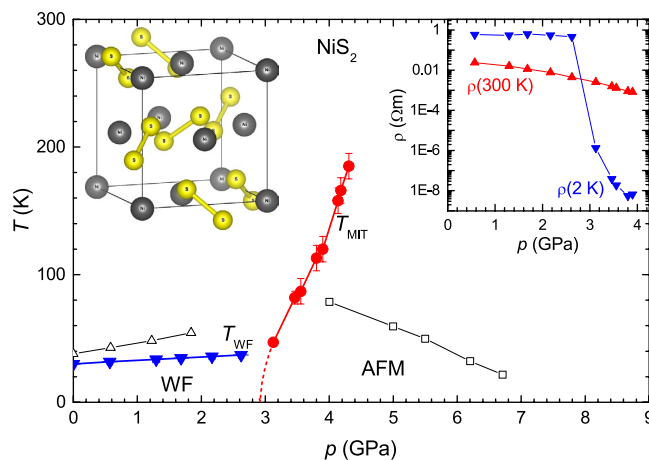 NiS2
300
200
100
0
T (K)
0
1
2
3
4
5
6
7
8
9
p (GPa)
TMIT
TWF
WF
AFM
1
0.01
1E-4
1E-6
1E-8
ρ (Ωm)
ρ(300 K)
ρ(2 K)
0
1
2
3
4
p (GPa)